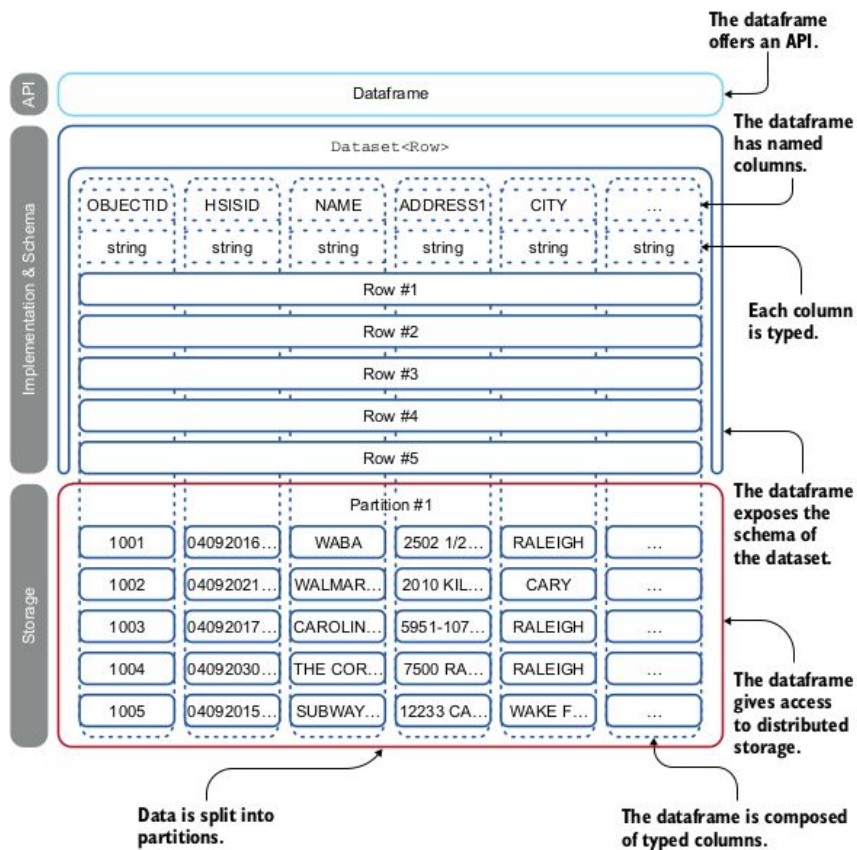 The dataframe
offers an API.
API
Dataframe
Implementation & Schema
Dataset<Row>
The dataframe
has named
columns.
OBJECTID HSISID NAME ADDRESS1 CITY ...
string string string string string string
Each column
is typed.
Row #1
Row #2
Row #3
Row #4
Row #5
The dataframe
exposes the
schema of
the dataset.
Storage
Partition #1
1001 04092016... WABA 2502 1/2... RALEIGH ...
1002 04092021... WALMAR... 2010 KIL... CARY ...
1003 04092017... CAROLIN... 5951-107... RALEIGH ...
1004 04092030... THE COR... 7500 RA... RALEIGH ...
1005 04092015... SUBWAY... 12233 CA... WAKE F... ...
The dataframe
gives access
to distributed
storage.
Data is split into
partitions.
The dataframe is composed
of typed columns.